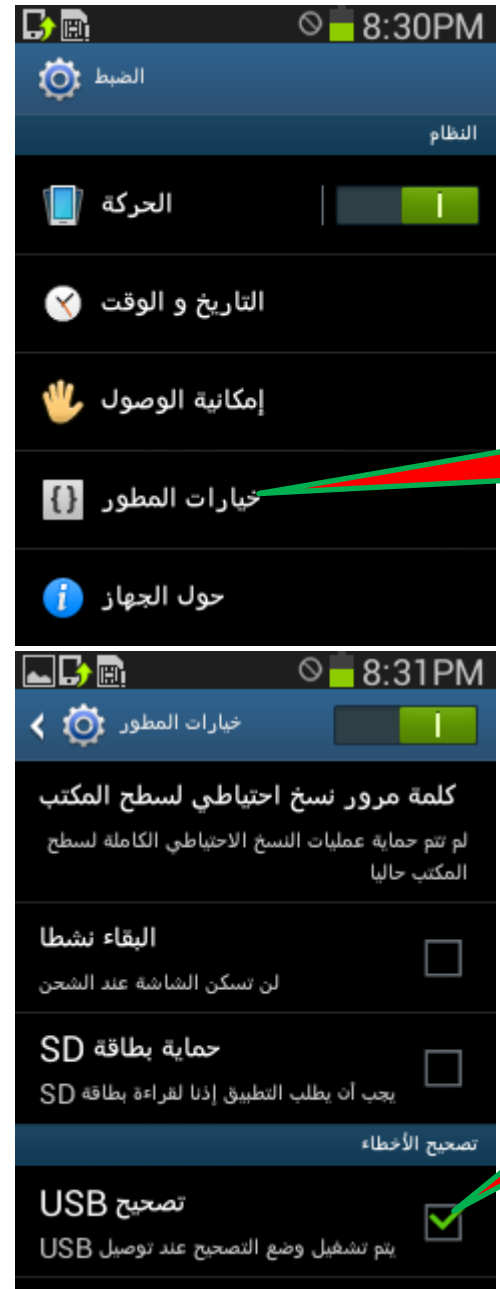 8:30PM
الضبط
النظام
الحركة
التاريخ و الوقت
إمكانية الوصول
خيارات المطور
حول الجهاز
8:31PM
خيارات المطور
كلمة مرور نسخ احتياطي لسطح المكتب
لم تتم حماية عمليات النسخ الاحتياطي الكاملة لسطح
المكتب حاليا
البقاء نشطا
لن تسكن الشاشة عند الشحن
حماية بطاقة SD
يجب أن يطلب التطبيق إذنا لقراءة بطاقة SD
تصحيح الأخطاء
تصحيح USB
يتم تشغيل وضع التصحيح عند توصيل USB